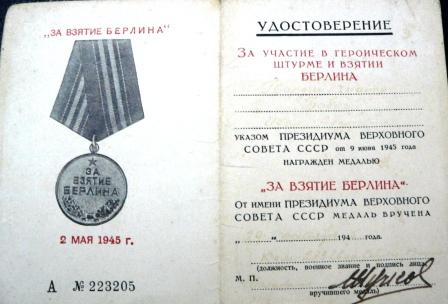 „ЗА ВЗЯТИЕ БЕРЛИНА“
ЗА
ВЗЯТИЕ
БЕРЛИНА
2 МАЯ 1945 г.
А № 223205
УДОСТОВЕРЕНИЕ
ЗА УЧАСТИЕ В ГЕРОИЧЕСКОМ
ШТУРМЕ И ВЗЯТИИ
БЕРЛИНА
УКАЗОМ ПРЕЗИДИУМА ВЕРХОВНОГО
СОВЕТА СССР от 9 июня 1945 года
НАГРАЖДЕН МЕДАЛЬЮ
„ЗА ВЗЯТИЕ БЕРЛИНА“.
От имени ПРЕЗИДИУМА ВЕРХОВНОГО
СОВЕТА СССР МЕДАЛЬ ВРУЧЕНА
„ “ 194 года.
(должность, военное звание и подпись лица,
М. П.
вручившего медаль)